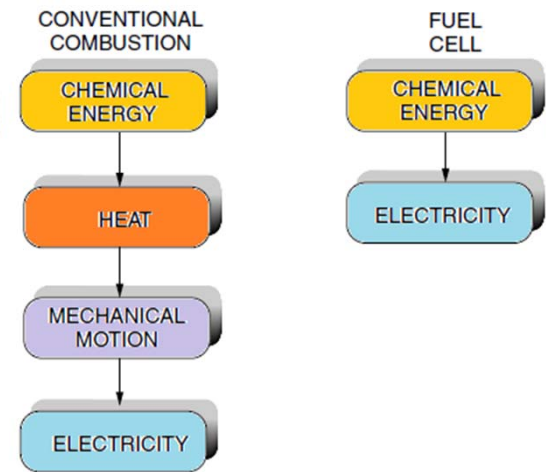 CONVENTIONAL
COMBUSTION
CHEMICAL
ENERGY
HEAT
MECHANICAL
MOTION
ELECTRICITY
FUEL
CELL
CHEMICAL
ENERGY
ELECTRICITY